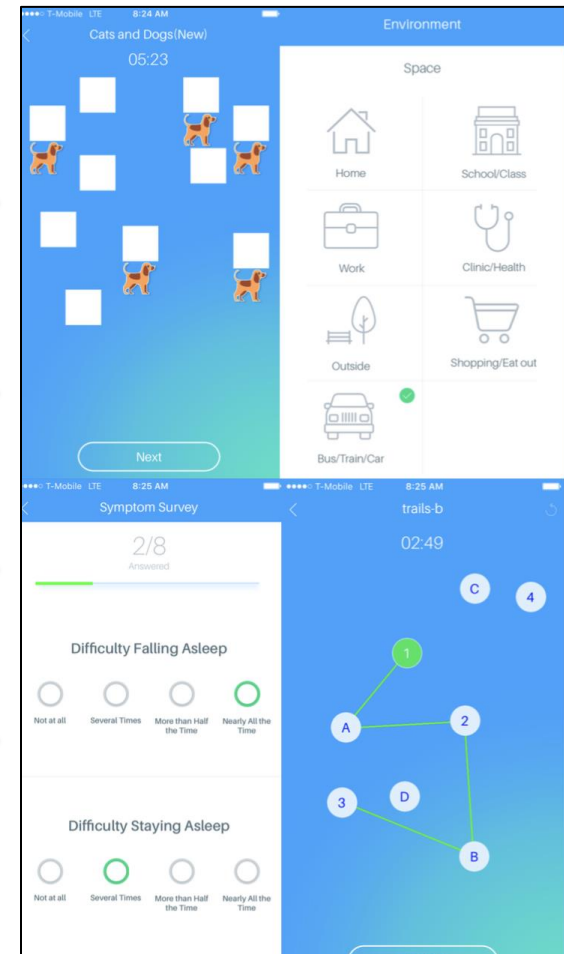 T-Mobile LTE 8:24 AM
Cats and Dogs(New)
05:23
Next
Environment
Space
Home
School/Class
Work
Clinic/Health
Outside
Shopping/Eat out
Bus/Train/Car
T-Mobile LTE 8:25 AM
Symptom Survey
2/8
Answered
Difficulty Falling Asleep
Not at all
Several Times
More than Half
the Time
Nearly All the
Time
Difficulty Staying Asleep
Not at all
Several Times
More than Half
the Time
Nearly All the
Time
T-Mobile LTE 8:25 AM
trails-b
02:49
C
4
1
A
2
3
D
B